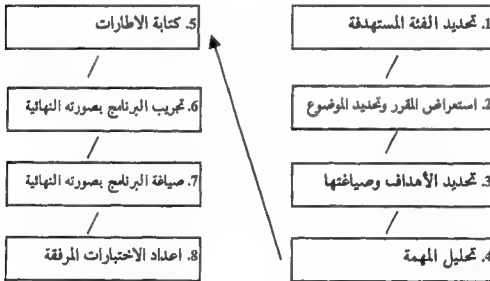 1. تحديد الفئة المستهدفة
2. استعراض المقرر وتحديد الموضوع
3. تحديد الأهداف وصياغتها
4. تحليل المهمة
5. كتابة الاطارات
6. تجريب البرنامج بصورته النهائية
7. صياغة البرنامج بصورته النهائية
8. اعداد الاختبارات المرفقة